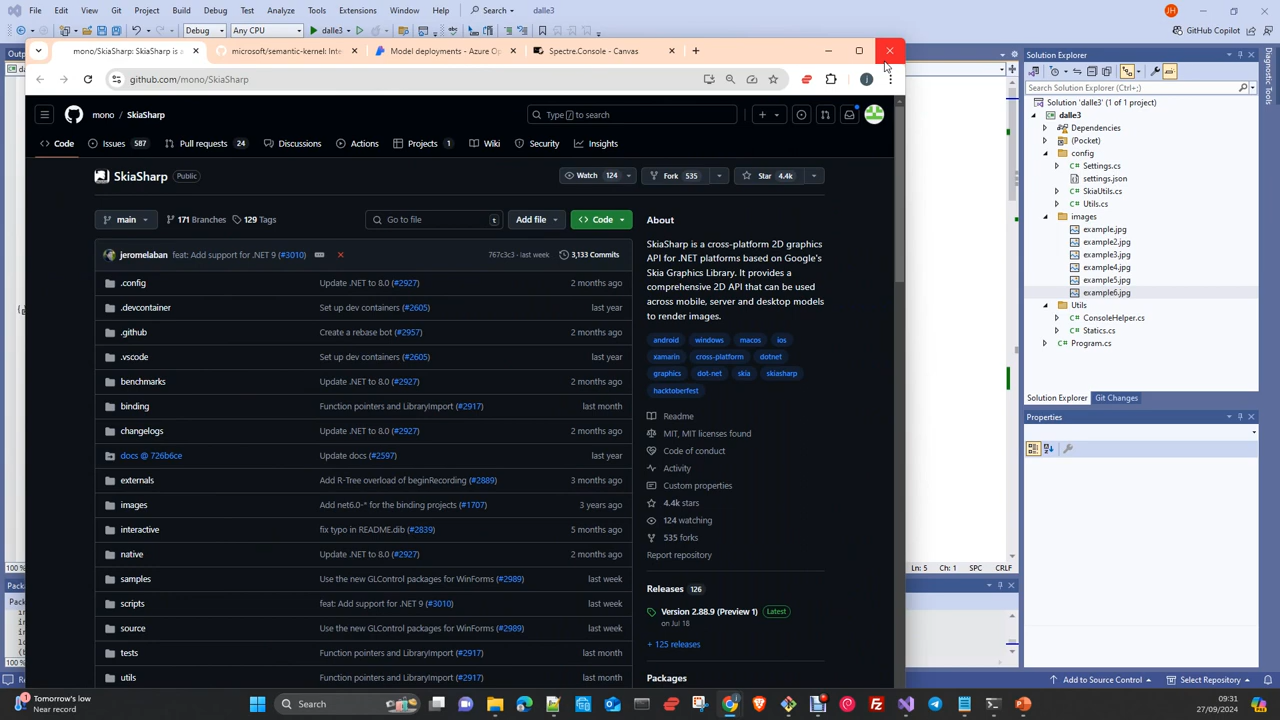 File Edit View Git Project Build Debug Test Analyze Tools Extensions Window Help Search dalle3 JH
Debug Any CPU dalle3 GitHub Copilot
Outp
mono/SkiaSharp: SkiaSharp is a microsoft/semantic-kernel: Inte Model deployments - Azure Op Spectre.Console - Canvas
github.com/mono/SkiaSharp
mono / SkiaSharp Type / to search
Code Issues 587 Pull requests 24 Discussions Actions Projects 1 Wiki Security Insights
SkiaSharp Public Watch 124 Fork 535 Star 4.4k
main 171 Branches 129 Tags Go to file t Add file Code
jeromelaban feat: Add support for .NET 9 (#3010) 767c3c3 · last week 3,133 Commits
.config Update .NET to 8.0 (#2927) 2 months ago
.devcontainer Set up dev containers (#2605) last year
.github Create a rebase bot (#2957) 2 months ago
.vscode Set up dev containers (#2605) last year
benchmarks Update .NET to 8.0 (#2927) 2 months ago
binding Function pointers and LibraryImport (#2917) last month
changelogs Update .NET to 8.0 (#2927) 2 months ago
docs @ 726b6ce Update docs (#2597) last year
externals Add R-Tree overload of beginRecording (#2889) 3 months ago
images Add net6.0-* for the binding projects (#1707) 3 years ago
interactive fix typo in README.dib (#2839) 5 months ago
native Update .NET to 8.0 (#2927) 2 months ago
samples Use the new GLControl packages for WinForms (#2989) last week
scripts feat: Add support for .NET 9 (#3010) last week
source Use the new GLControl packages for WinForms (#2989) last week
tests Function pointers and LibraryImport (#2917) last month
utils Function pointers and LibraryImport (#2917) last month
About
SkiaSharp is a cross-platform 2D graphics
API for .NET platforms based on Google's
Skia Graphics Library. It provides a
comprehensive 2D API that can be used
across mobile, server and desktop models
to render images.
android windows macos ios
xamarin cross-platform dotnet
graphics dot-net skia skiasharp
hacktoberfest
Readme
MIT, MIT licenses found
Code of conduct
Activity
Custom properties
4.4k stars
124 watching
535 forks
Report repository
Releases 126
Version 2.88.9 (Preview 1) Latest
on Jul 18
+ 125 releases
Packages
Solution Explorer
Search Solution Explorer (Ctrl+;)
Solution 'dalle3' (1 of 1 project)
dalle3
Dependencies
(Pocket)
config
Settings.cs
settings.json
SkiaUtils.cs
Utils.cs
images
example.jpg
example2.jpg
example3.jpg
example4.jpg
example5.jpg
example6.jpg
Utils
ConsoleHelper.cs
Statics.cs
Program.cs
Solution Explorer Git Changes
Properties
Diagnostic Tools
100 % Ln: 5 Ch: 1 SPC CRLF
Pack
100 %
Add to Source Control Select Repository
Tomorrow's low
Near record
Search
09:31
27/09/2024